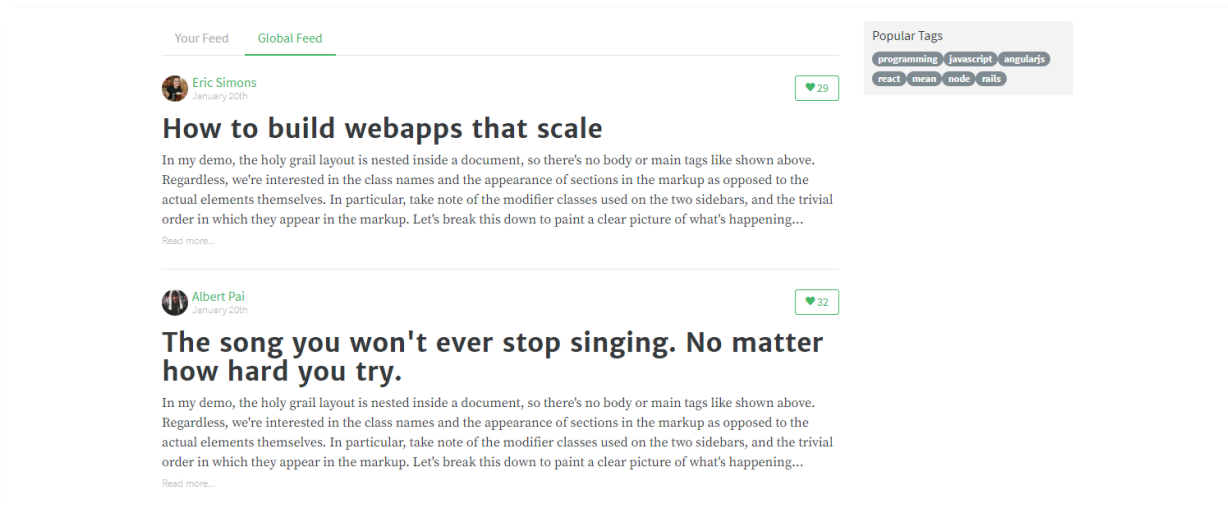 Your Feed Global Feed
Eric Simons
January 20th
29
How to build webapps that scale
In my demo, the holy grail layout is nested inside a document, so there's no body or main tags like shown above.
Regardless, we're interested in the class names and the appearance of sections in the markup as opposed to the
actual elements themselves. In particular, take note of the modifier classes used on the two sidebars, and the trivial
order in which they appear in the markup. Let's break this down to paint a clear picture of what's happening...
Read more...
Albert Pai
January 20th
32
The song you won't ever stop singing. No matter
how hard you try.
In my demo, the holy grail layout is nested inside a document, so there's no body or main tags like shown above.
Regardless, we're interested in the class names and the appearance of sections in the markup as opposed to the
actual elements themselves. In particular, take note of the modifier classes used on the two sidebars, and the trivial
order in which they appear in the markup. Let's break this down to paint a clear picture of what's happening...
Read more...
Popular Tags
programming javascript angularjs
react mean node rails